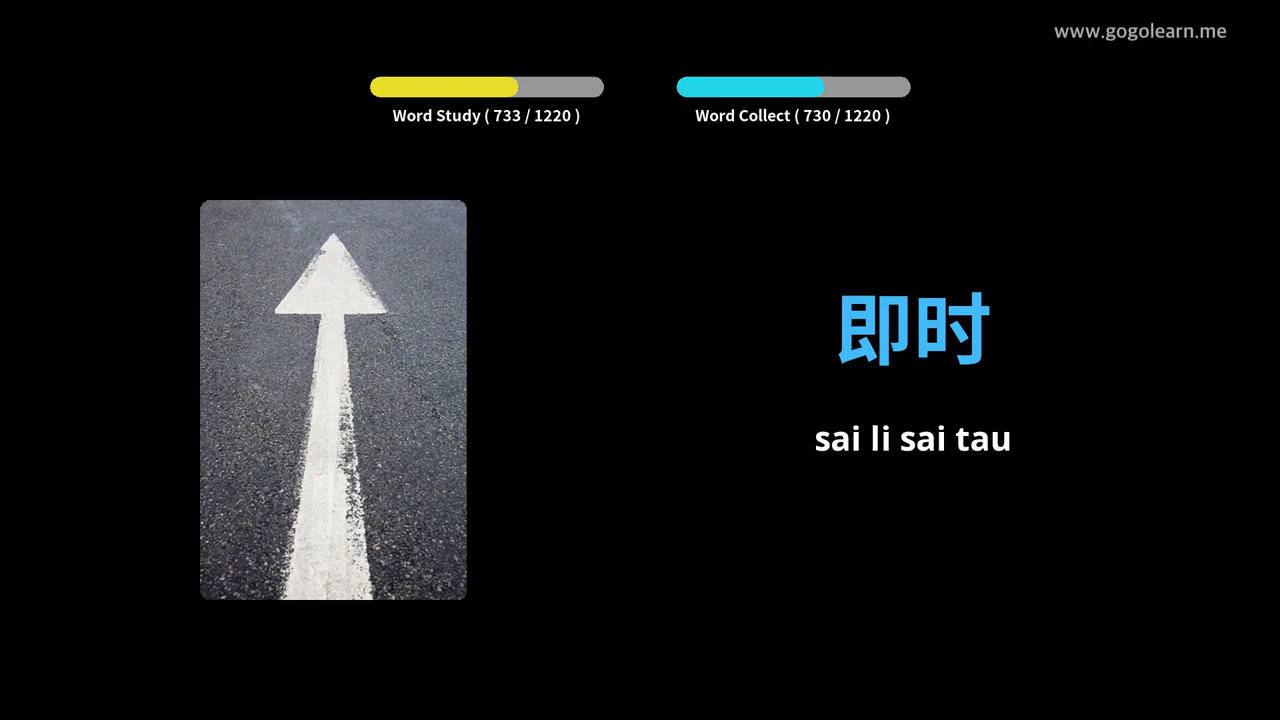 www.gogolearn.me
Word Study ( 733 / 1220 )
Word Collect ( 730 / 1220 )
即时
sai li sai tau